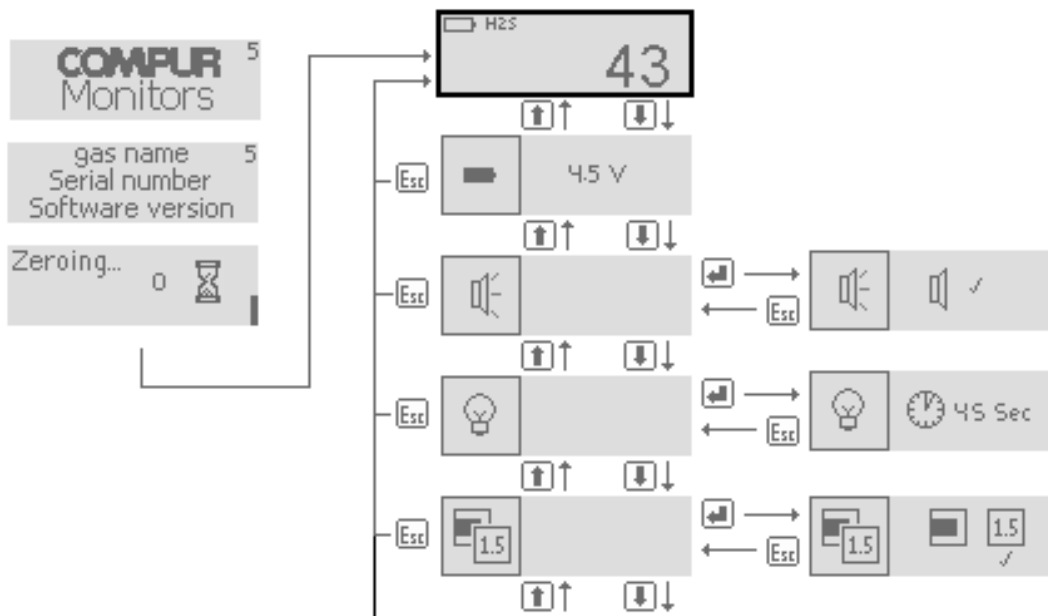 COMPUR
Monitors
5
gas name
5
Serial number
Software version
Zeroing...
0
H2S
43
Esc
4.5 V
Esc
Esc
Esc
Esc
45 Sec
Esc
Esc
1.5
Esc
1.5
1.5